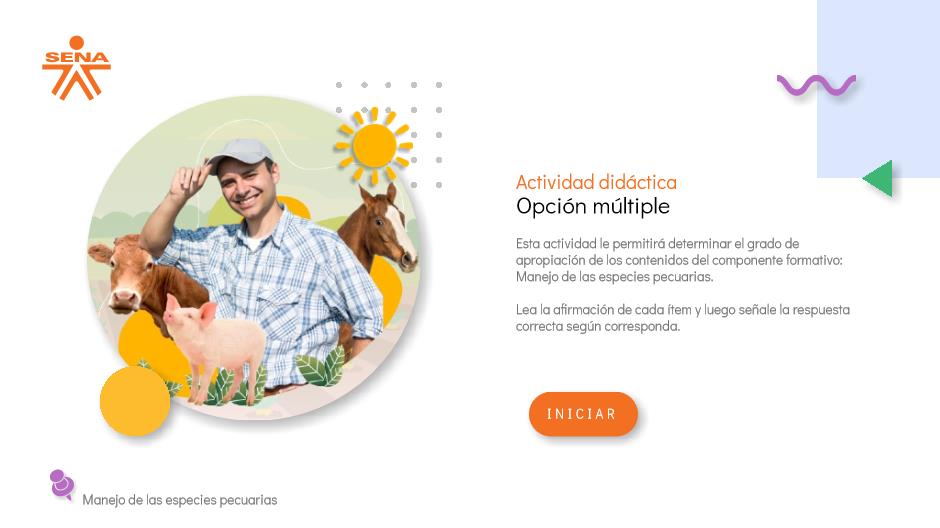 SENA
Actividad didáctica
Opción múltiple
Esta actividad le permitirá determinar el grado de
apropiación de los contenidos del componente formativo:
Manejo de las especies pecuarias.
Lea la afirmación de cada ítem y luego señale la respuesta
correcta según corresponda.
INICIAR
Manejo de las especies pecuarias